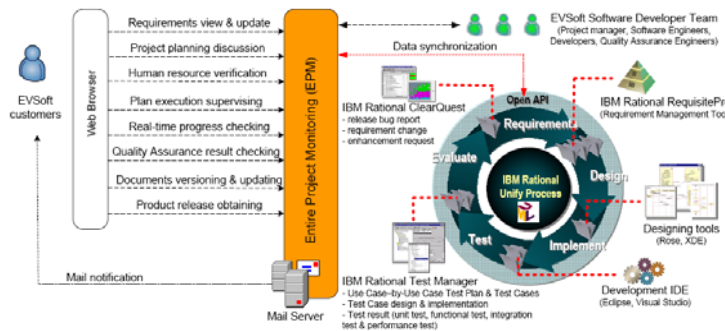 Requirements view & update
Project planning discussion
Human resource verification
Plan execution supervising
Real-time progress checking
Quality Assurance result checking
Documents versioning & updating
Product release obtaining
EVSoft
customers
Web Browser
Mail notification
Entire Project Monitoring (EPM)
Mail Server
EVSoft Software Developer Team
(Project manager, Software Engineers,
Developers, Quality Assurance Engineers)
Data synchronization
IBM Rational ClearQuest
- release bug report
- requirement change
- enhancement request
Open API
Requirement
Design
Implement
Test
Evaluate
IBM Rational
Unify Process
IBM Rational RequisitePr
(Requirement Management Too
Designing tools
(Rose, XDE)
Development IDE
(Eclipse, Visual Studio)
IBM Rational Test Manager
- Use Case–by-Use Case Test Plan & Test Cases
- Test Case design & implementation
- Test result (unit test, functional test, integration
test & performance test)